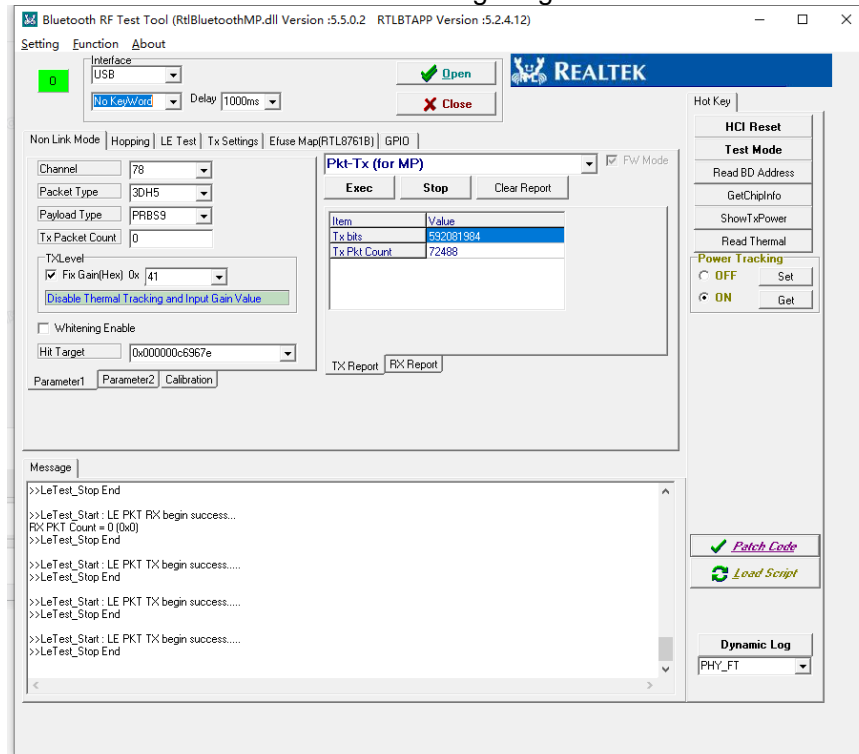 Bluetooth RF Test Tool (RtlBluetoothMP.dll Version :5.5.0.2 RTLBTAPP Version :5.2.4.12)
Setting Function About
Interface
0
USB
Open
REALTEK
No KeyWord
Delay
1000ms
Close
Hot Key
HCI Reset
Test Mode
Read BD Address
GetChipInfo
ShowTxPower
Read Thermal
Power Tracking
OFF
Set
ON
Get
Non Link Mode Hopping LE Test Tx Settings Efuse Map(RTL8761B) GPIO
Channel 78
Packet Type 3DH5
Payload Type PRBS9
Tx Packet Count 0
TXLevel
Fix Gain(Hex) 0x 41
Disable Thermal Tracking and Input Gain Value
Whitening Enable
Hit Target 0x000000c6967e
Parameter1 Parameter2 Calibration
Pkt-Tx (for MP)
FW Mode
Exec Stop Clear Report
Item Value
Tx bits 592081984
Tx Pkt Count 72488
TX Report RX Report
Message
>>LeTest_Stop End
>>LeTest_Start : LE PKT RX begin success...
RX PKT Count = 0 (0x0)
>>LeTest_Stop End
>>LeTest_Start : LE PKT TX begin success.....
>>LeTest_Stop End
>>LeTest_Start : LE PKT TX begin success.....
>>LeTest_Stop End
>>LeTest_Start : LE PKT TX begin success.....
>>LeTest_Stop End
Patch Code
Load Script
Dynamic Log
PHY_FT